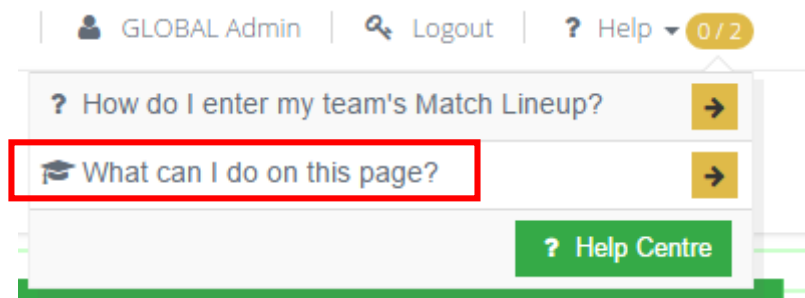 GLOBAL Admin Logout ? Help 0 / 2
? How do I enter my team's Match Lineup?
What can I do on this page?
? Help Centre